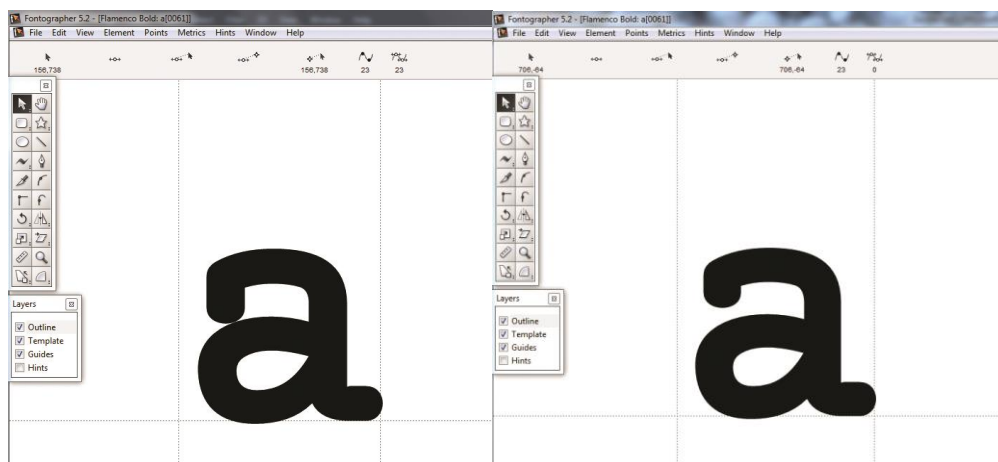 Fontographer 5.2 - [Flamenco Bold: a[0061]]
File Edit View Element Points Metrics Hints Window Help
156,738 156,738 23 23
Layers
Outline
Template
Guides
Hints
a
Fontographer 5.2 - [Flamenco Bold: a[0061]]
File Edit View Element Points Metrics Hints Window Help
706,-64 706,-64 23 0
Layers
Outline
Template
Guides
Hints
a